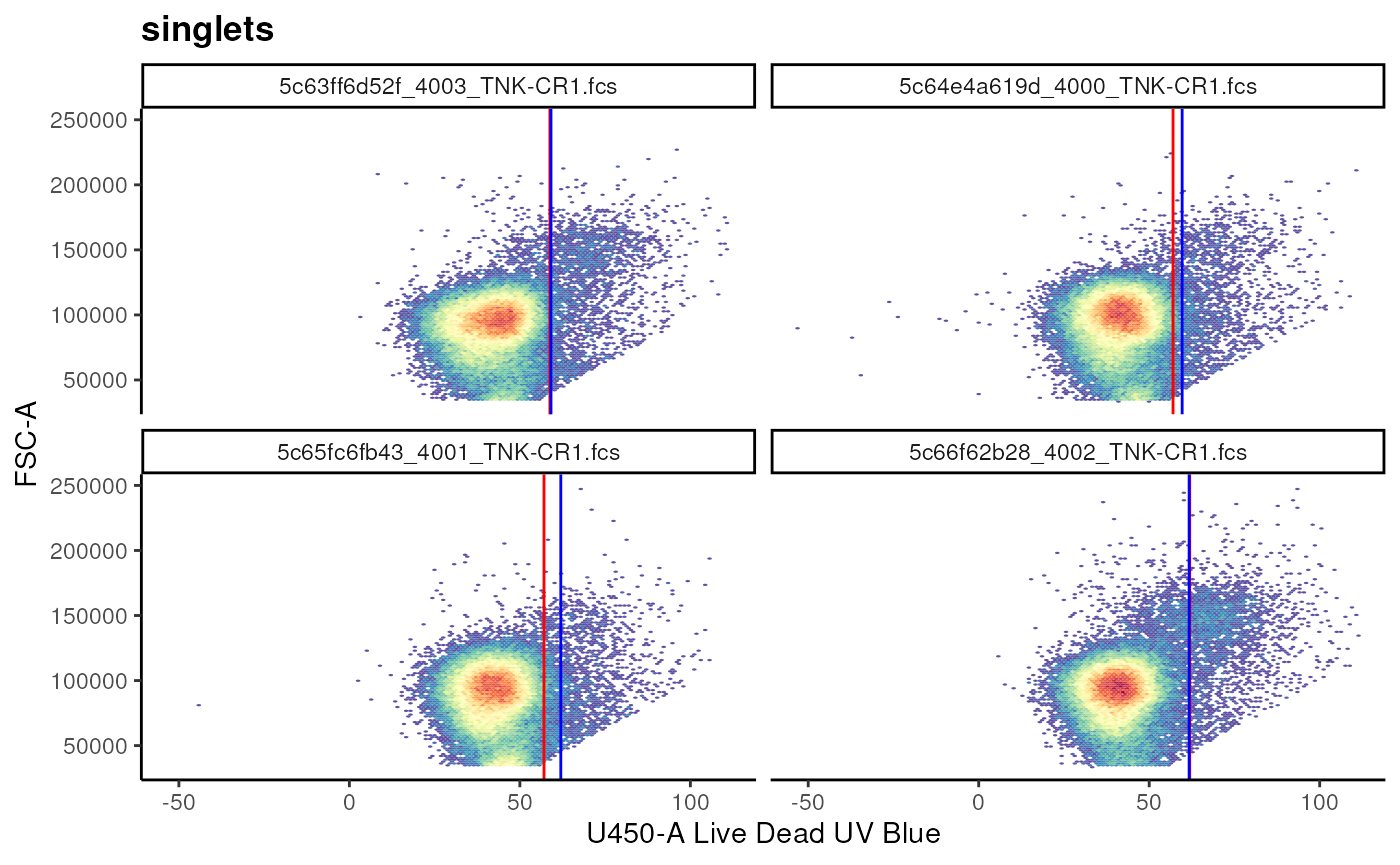 singlets
5c63ff6d52f_4003_TNK-CR1.fcs
5c64e4a619d_4000_TNK-CR1.fcs
250000
200000
150000
100000
50000
FSC-A
5c65fc6fb43_4001_TNK-CR1.fcs
5c66f62b28_4002_TNK-CR1.fcs
250000
200000
150000
100000
50000
-50
0
50
100
-50
0
50
100
U450-A Live Dead UV Blue